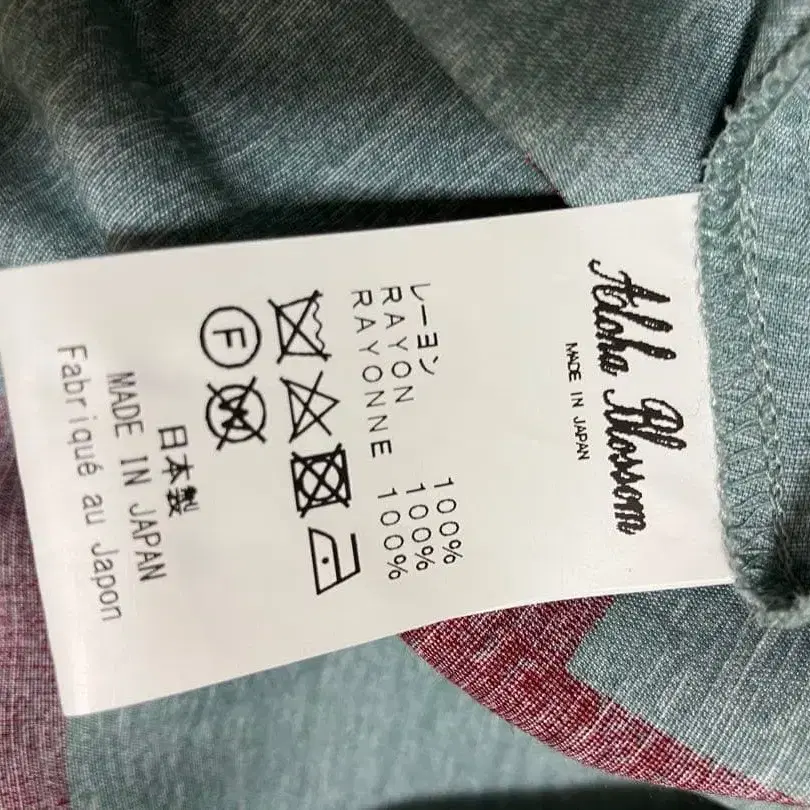 Aloha Blossom
MADE IN JAPAN
レーヨン 100%
RAYON 100%
RAYONNE 100%
F W
日本製
MADE IN JAPAN
Fabriqué au Japon